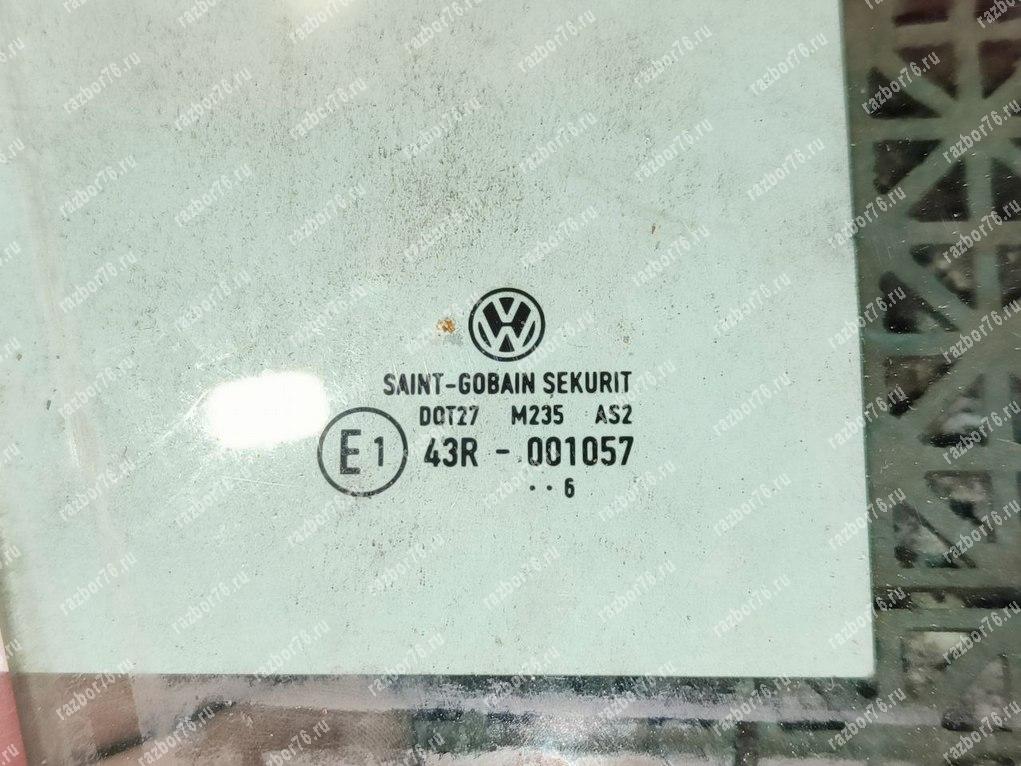 SAINT-GOBAIN SEKURIT
DOT27 M235 AS2
E1 43R - 001057
··6
razbor76.ru